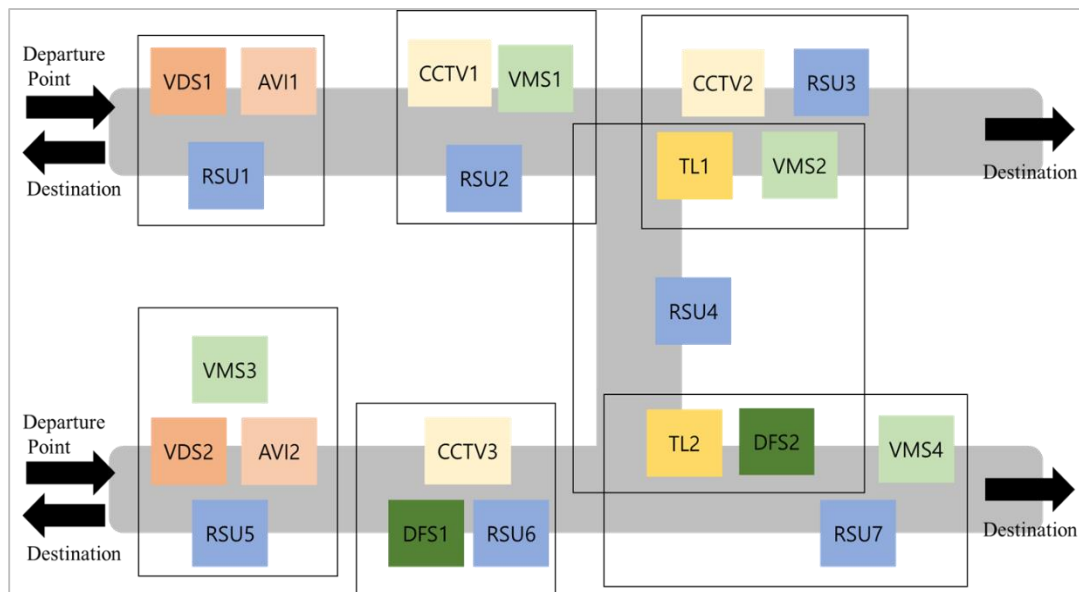 Departure
Point
Destination
VDS1
AVI1
RSU1
CCTV1
VMS1
RSU2
CCTV2
RSU3
TL1
VMS2
Destination
RSU4
Departure
Point
Destination
VMS3
VDS2
AVI2
RSU5
CCTV3
DFS1
RSU6
TL2
DFS2
VMS4
RSU7
Destination